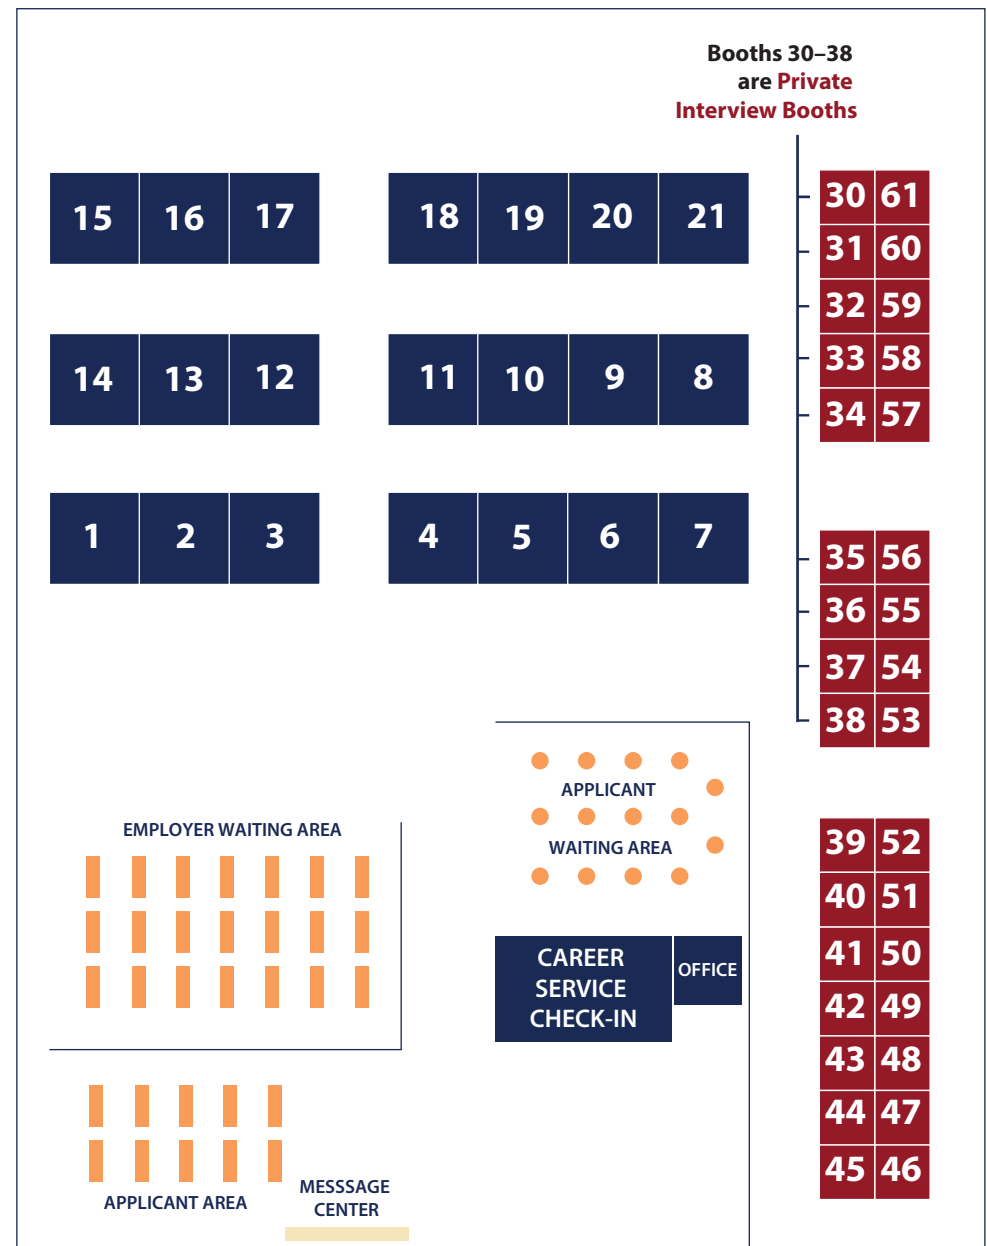 Booths 30–38
are Private
Interview Booths
15 16 17 18 19 20 21
14 13 12 11 10 9 8
1 2 3 4 5 6 7
30 61
31 60
32 59
33 58
34 57
35 56
36 55
37 54
38 53
39 52
40 51
41 50
42 49
43 48
44 47
45 46
APPLICANT
WAITING AREA
EMPLOYER WAITING AREA
CAREER
SERVICE
CHECK-IN
OFFICE
APPLICANT AREA
MESSSAGE
CENTER